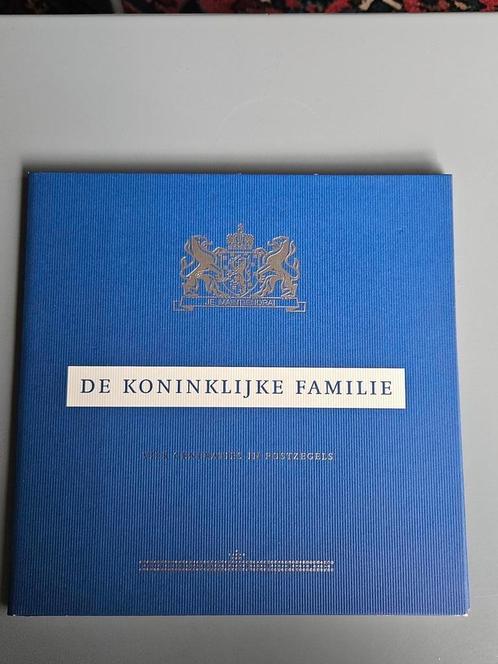 JE MAINTIENDRAI
DE KONINKLIJKE FAMILIE
VIER GENERATIES IN POSTZEGELS